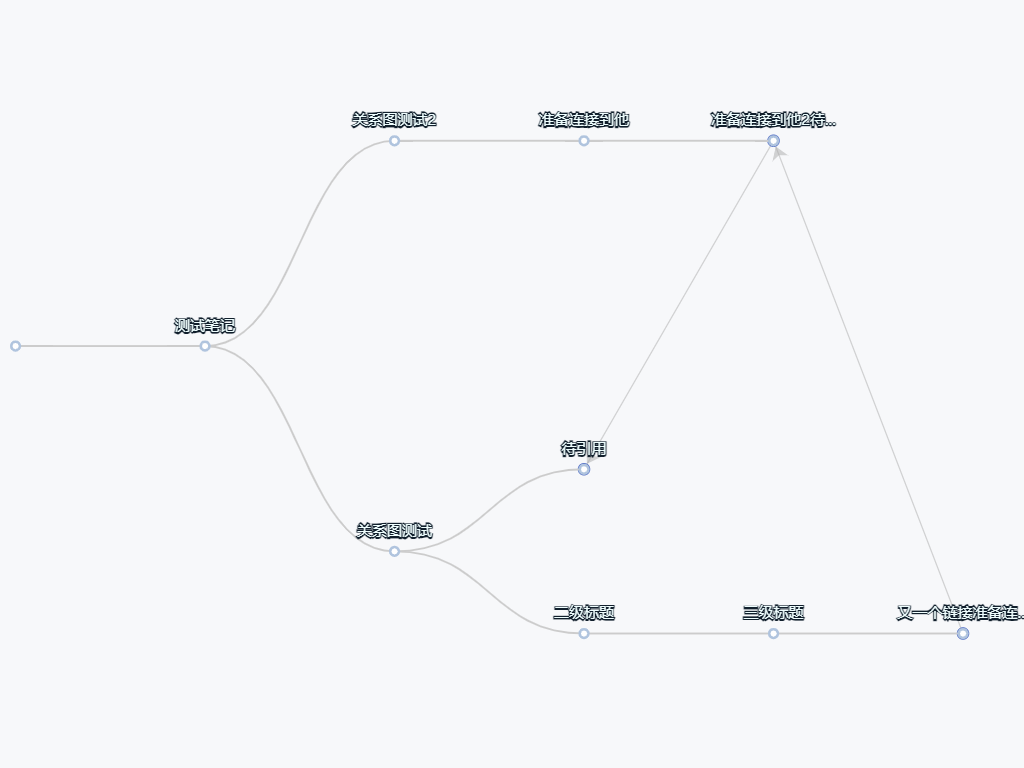 关系图测试2
准备连接到他
准备连接到他2待...
测试笔记
待引用
关系图测试
二级标题
三级标题
又一个链接准备连...